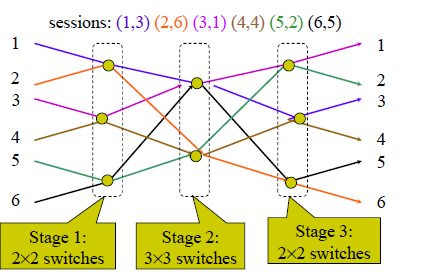 sessions: (1,3) (2,6) (3,1) (4,4) (5,2) (6,5)
1
1
2
2
3
3
4
4
5
5
6
6
Stage 1:
2×2 switches
Stage 2:
3×3 switches
Stage 3:
2×2 switches